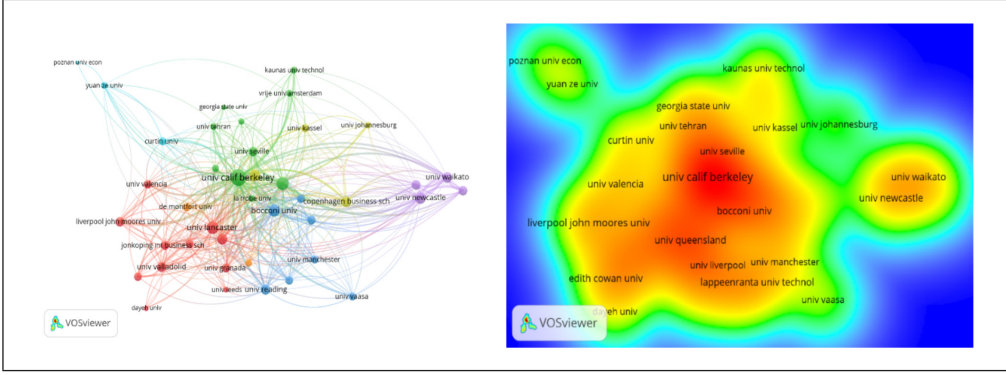 poznan univ econ
kaunas univ technol
yuan ze univ
vrije univ amsterdam
georgia state univ
univ tehran
univ kassel
univ johannesburg
curtin univ
univ seville
univ calif berkeley
univ waikato
univ valencia
la trobe univ
univ newcastle
de montfort univ
copenhagen business sch
bocconi univ
liverpool john moores univ
univ lancaster
jonkoping int business sch
univ manchester
univ valladolid
univ granada
univ leeds
univ reading
univ vaasa
dayeh univ
VOSviewer
poznan univ econ
kaunas univ technol
yuan ze univ
georgia state univ
univ tehran
univ kassel
univ johannesburg
curtin univ
univ seville
univ calif berkeley
univ waikato
univ valencia
univ newcastle
bocconi univ
liverpool john moores univ
univ queensland
univ liverpool
univ manchester
edith cowan univ
lappeenranta univ technol
univ vaasa
dayeh univ
VOSviewer